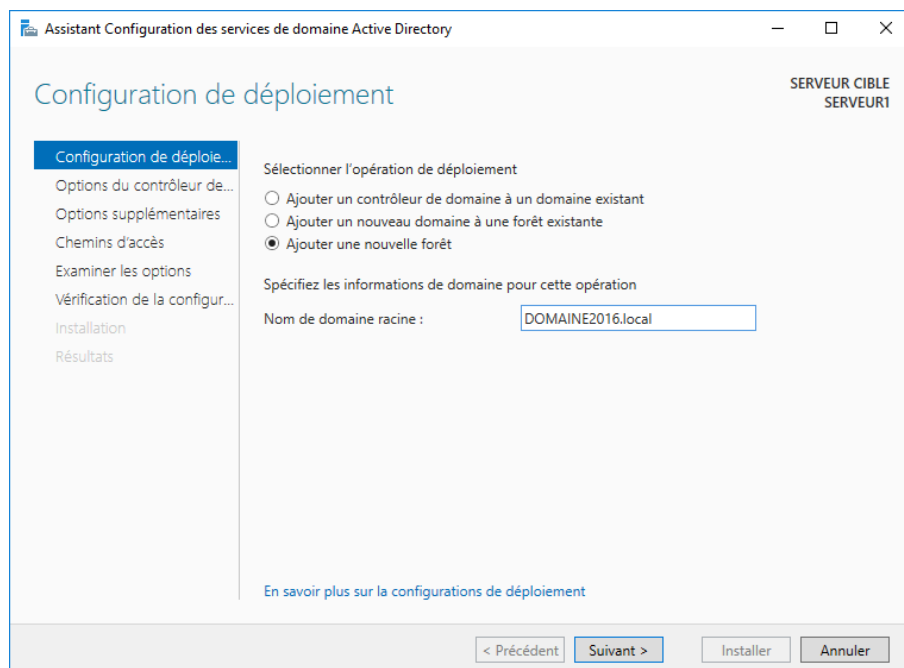 Assistant Configuration des services de domaine Active Directory
Configuration de déploiement
SERVEUR CIBLE
SERVEUR1
Configuration de déploie...
Options du contrôleur de...
Options supplémentaires
Chemins d'accès
Examiner les options
Vérification de la configur...
Installation
Résultats
Sélectionner l'opération de déploiement
Ajouter un contrôleur de domaine à un domaine existant
Ajouter un nouveau domaine à une forêt existante
Ajouter une nouvelle forêt
Spécifiez les informations de domaine pour cette opération
Nom de domaine racine : DOMAINE2016.local
En savoir plus sur la configurations de déploiement
< Précédent Suivant > Installer Annuler